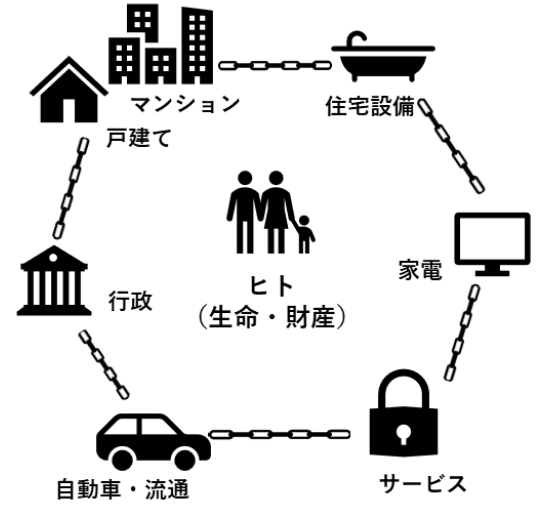 マンション
戸建て
住宅設備
家電
ヒト
（生命・財産）
行政
サービス
自動車・流通